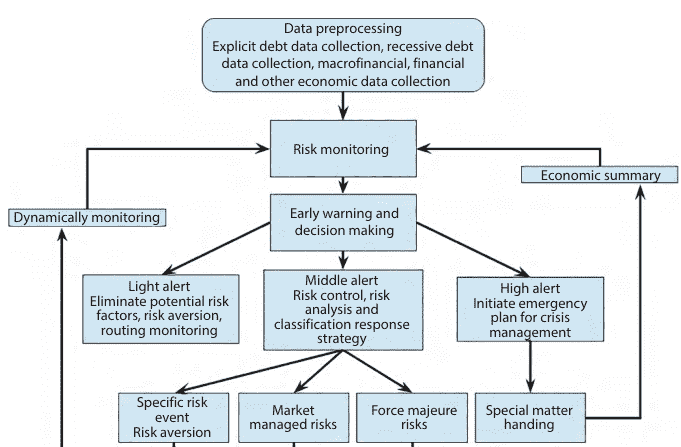 Data preprocessing
Explicit debt data collection, recessive debt
data collection, macrofinancial, financial
and other economic data collection
Risk monitoring
Economic summary
Dynamically monitoring
Early warning and
decision making
Light alert
Eliminate potential risk
factors, risk aversion,
routing monitoring
Middle alert
Risk control, risk
analysis and
classification response
strategy
High alert
Initiate emergency
plan for crisis
management
Specific risk
event
Risk aversion
Market
managed risks
Force majeure
risks
Special matter
handing